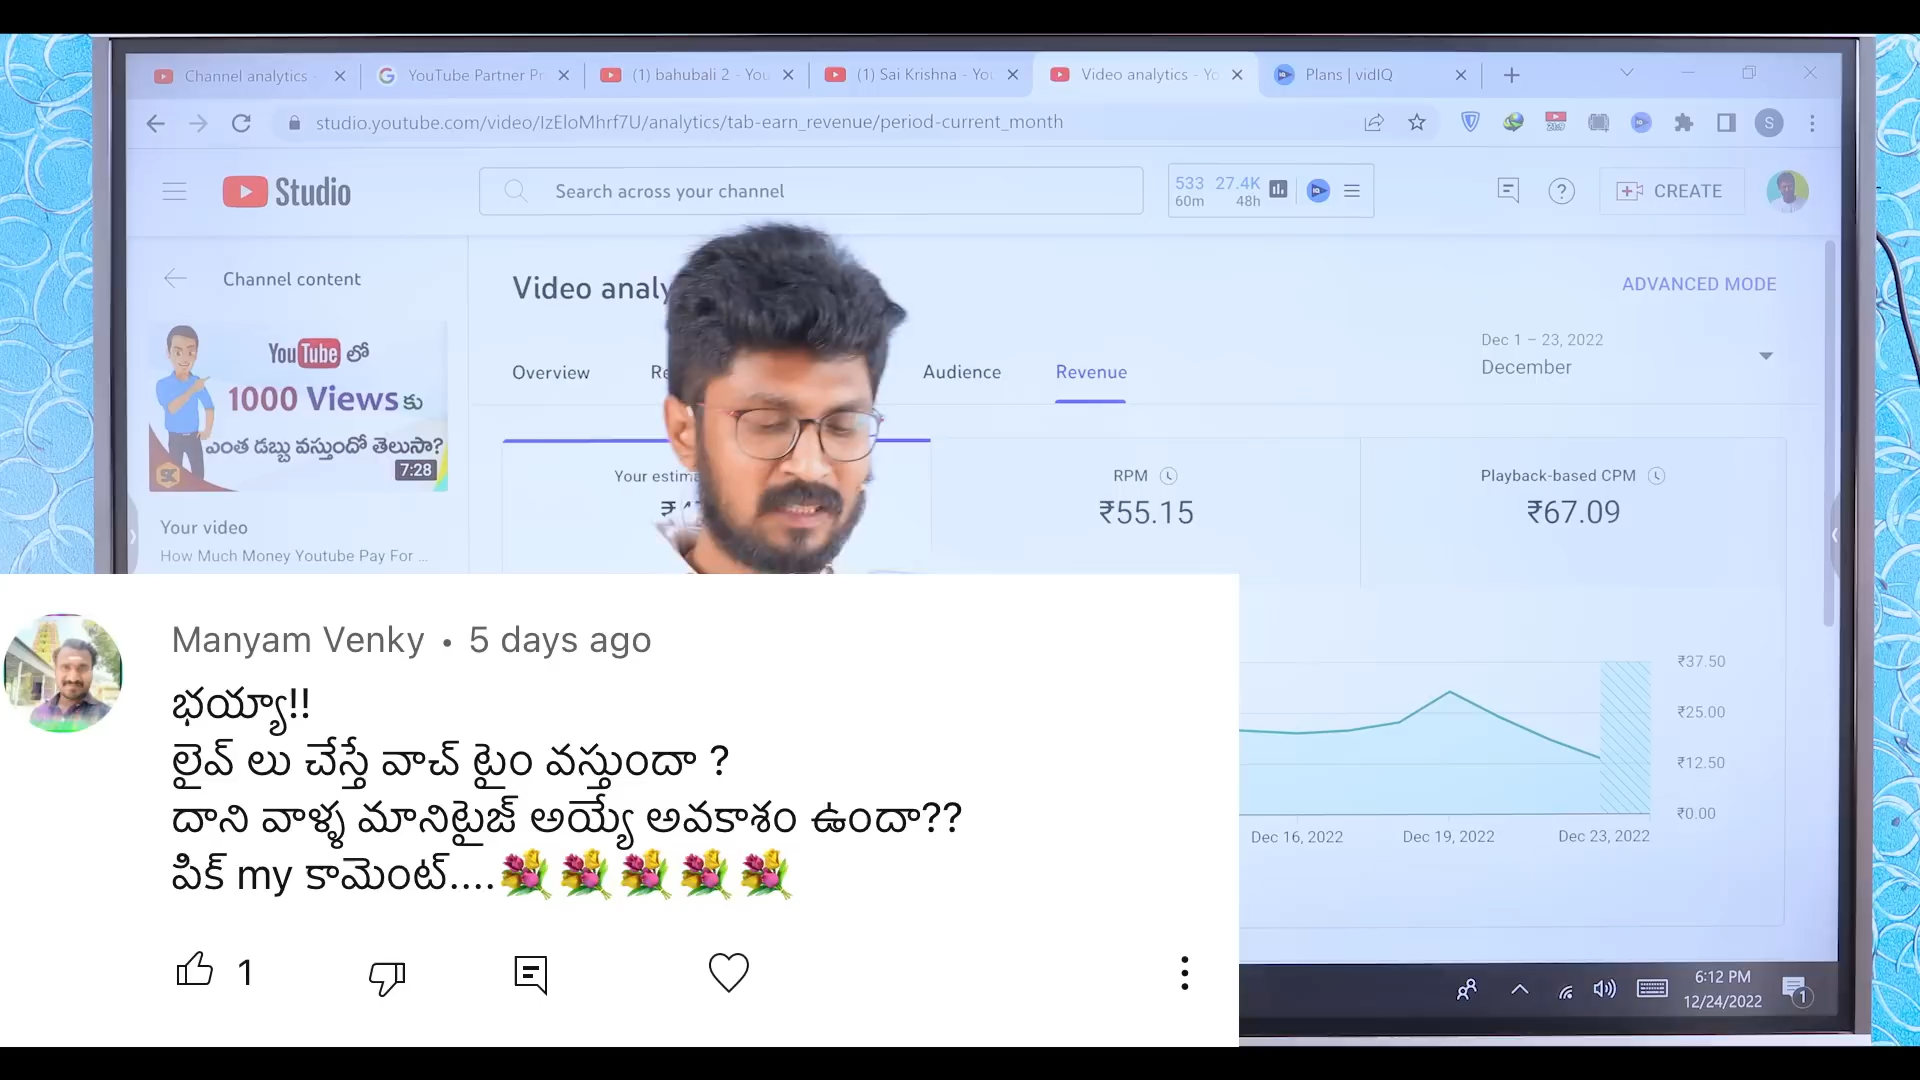 Channel analytics
YouTube Partner Pr
(1) bahubali 2 - You
(1) Sai Krishna - You
Video analytics - Yo
Plans | vidIQ
studio.youtube.com/video/IzEloMhrf7U/analytics/tab-earn_revenue/period-current_month
S
Studio
Search across your channel
533 27.4K
60m 48h
CREATE
Channel content
Video analy
ADVANCED MODE
YouTube లో
1000 Views కు
ఎంత డబ్బు వస్తుందో తెలుసా?
7:28
Dec 1 – 23, 2022
December
Overview
Re
Audience
Revenue
Your estima
RPM
₹55.15
Playback-based CPM
₹67.09
Your video
How Much Money Youtube Pay For ...
Manyam Venky • 5 days ago
భయ్యా!!
లైవ్ లు చేస్తే వాచ్ టైం వస్తుందా ?
దాని వాళ్ళ మానిటైజ్ అయ్యే అవకాశం ఉందా??
పిక్ my కామెంట్....💐💐💐💐💐
1
₹37.50
₹25.00
₹12.50
₹0.00
Dec 16, 2022
Dec 19, 2022
Dec 23, 2022
6:12 PM
12/24/2022
1